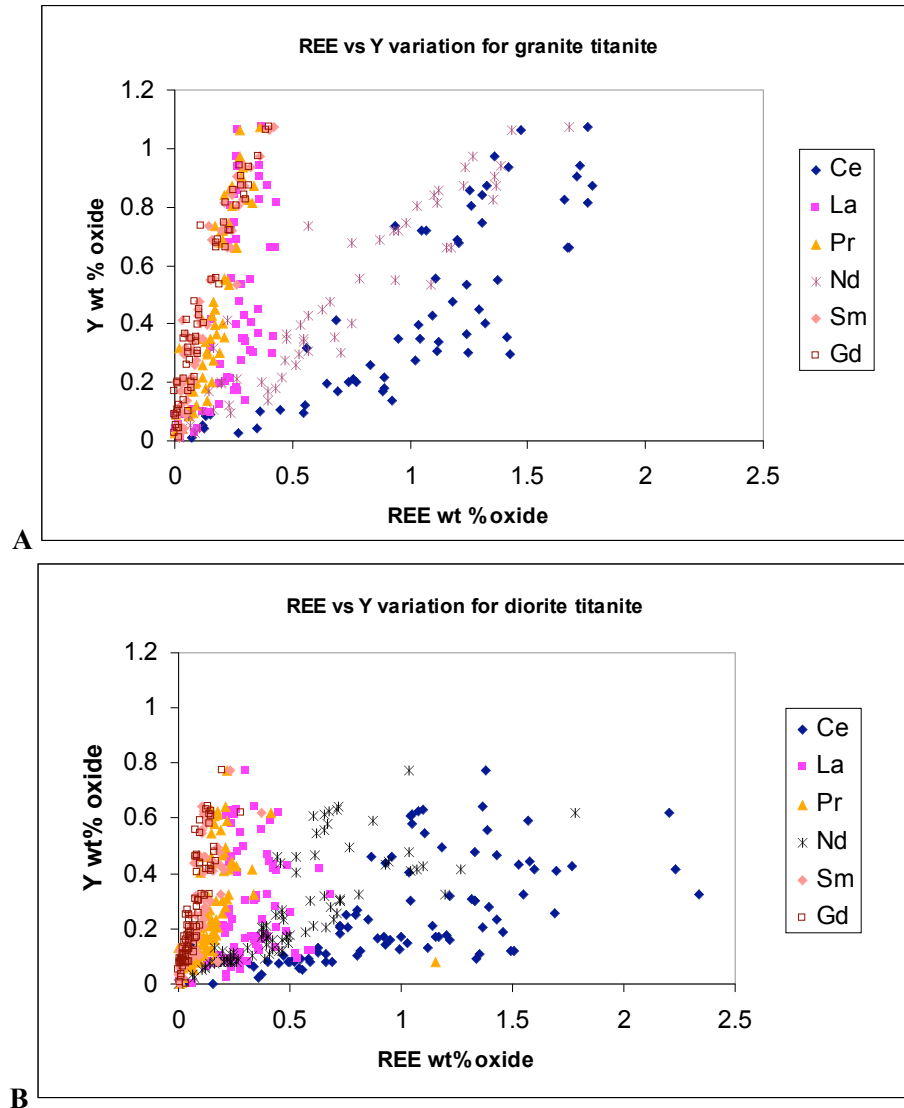 REE vs Y variation for granite titanite
1.2
1
0.8
0.6
0.4
0.2
0
Y wt % oxide
0 0.5 1 1.5 2 2.5
REE wt % oxide
Ce
La
Pr
Nd
Sm
Gd
A
REE vs Y variation for diorite titanite
1.2
1
0.8
0.6
0.4
0.2
0
Y wt% oxide
0 0.5 1 1.5 2 2.5
REE wt% oxide
Ce
La
Pr
Nd
Sm
Gd
B